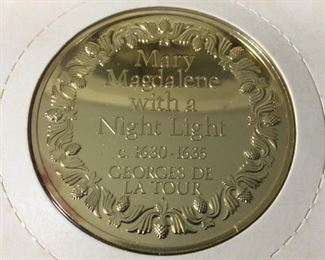 Mary
Magdalene
with a
Night Light
c. 1630-1635
GEORGES DE
LA TOUR